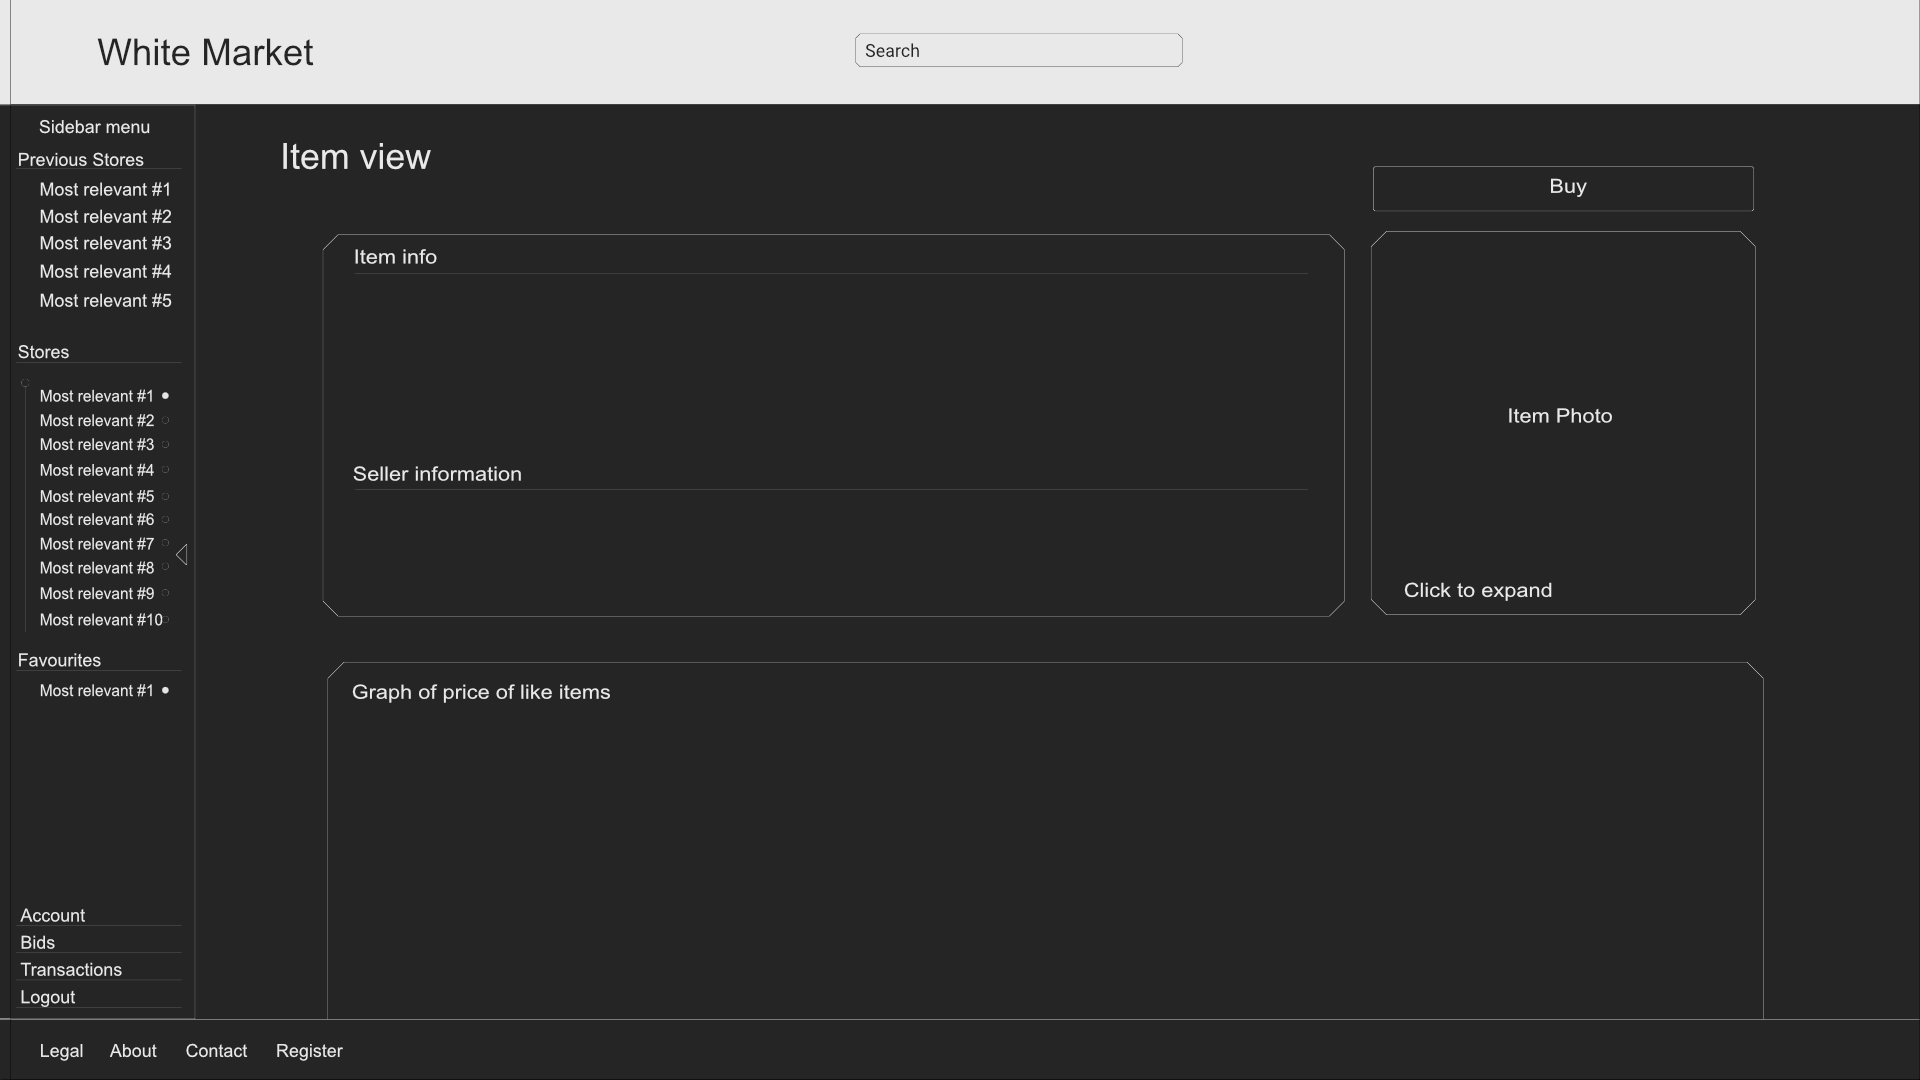 White Market
Search
Sidebar menu
Previous Stores
Most relevant #1
Most relevant #2
Most relevant #3
Most relevant #4
Most relevant #5
Stores
Most relevant #1
Most relevant #2
Most relevant #3
Most relevant #4
Most relevant #5
Most relevant #6
Most relevant #7
Most relevant #8
Most relevant #9
Most relevant #10
Favourites
Most relevant #1
Account
Bids
Transactions
Logout
Item view
Buy
Item info
Seller information
Item Photo
Click to expand
Graph of price of like items
Legal
About
Contact
Register